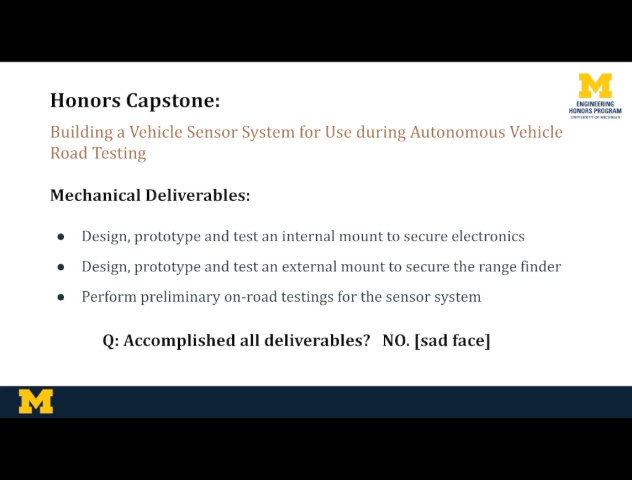 Honors Capstone:
M
ENGINEERING
HONORS PROGRAM
UNIVERSITY OF MICHIGAN
Building a Vehicle Sensor System for Use during Autonomous Vehicle
Road Testing
Mechanical Deliverables:
● Design, prototype and test an internal mount to secure electronics
● Design, prototype and test an external mount to secure the range finder
● Perform preliminary on-road testings for the sensor system
Q: Accomplished all deliverables? NO. [sad face]
M